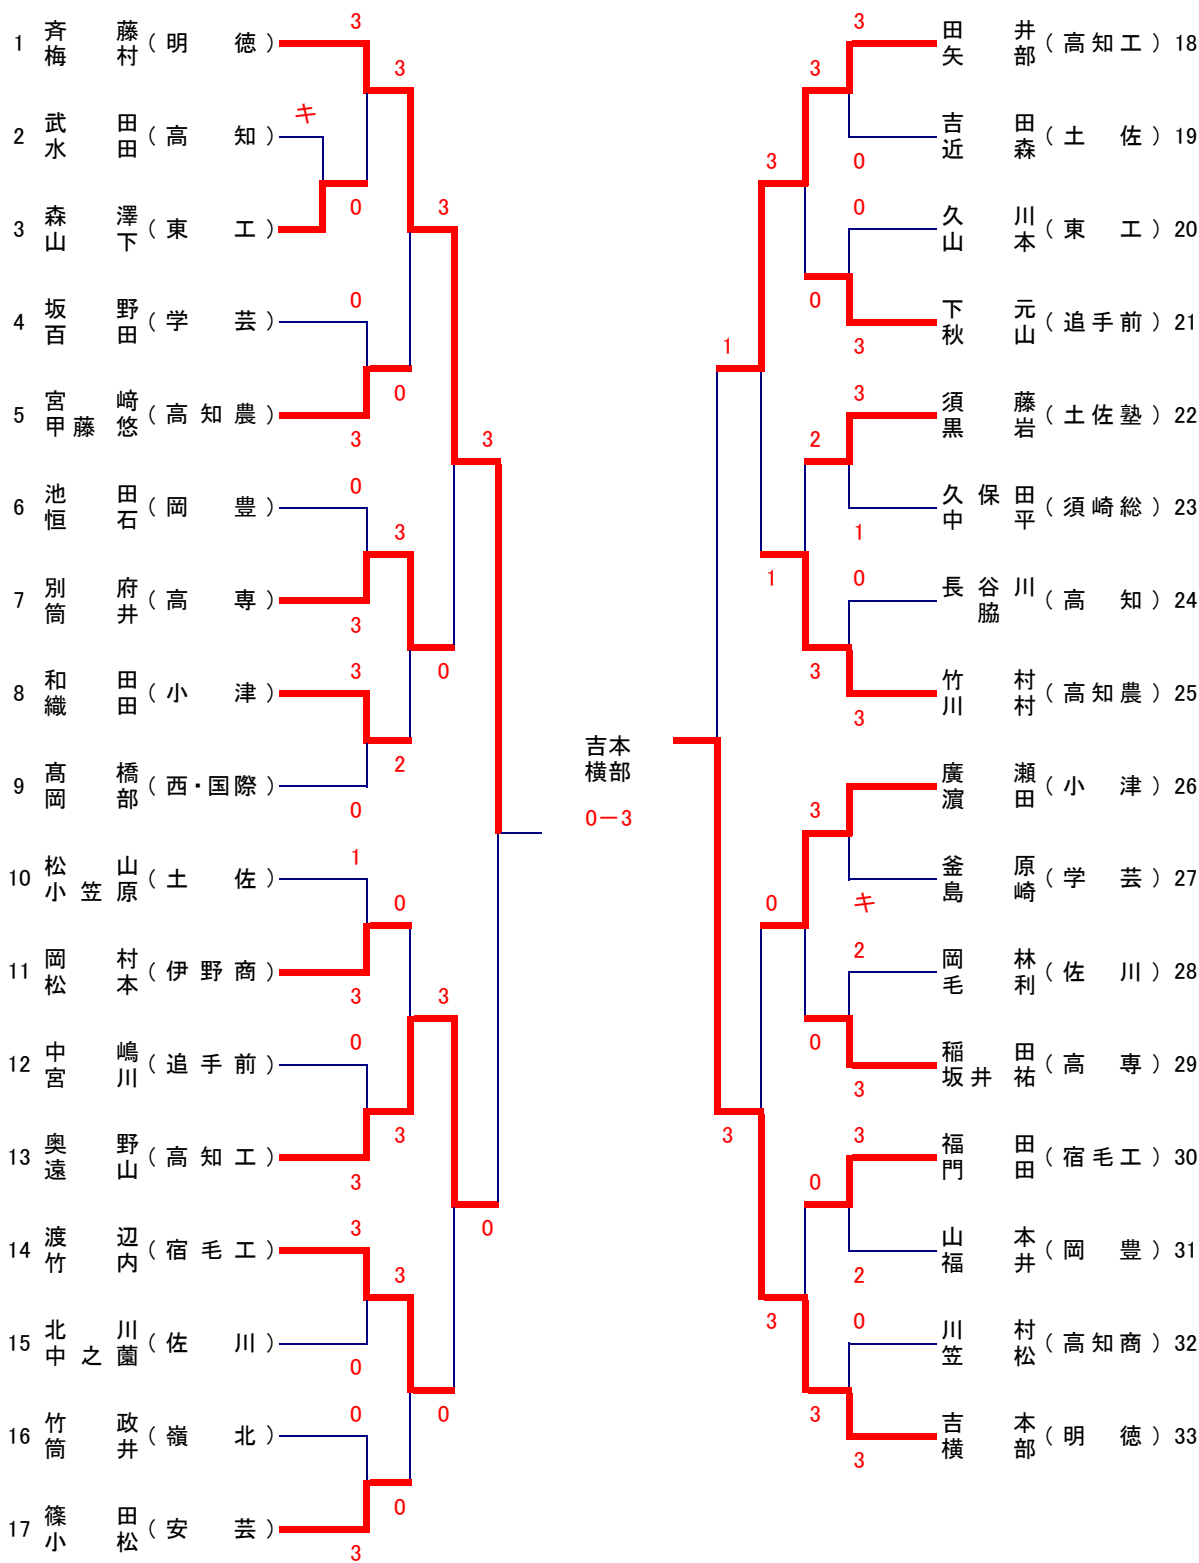 1 斉藤 梅村 (明徳)
2 武田 水田 (高知)
3 森澤 山下 (東工)
4 坂野 百田 (学芸)
5 宮﨑 甲藤悠 (高知農)
6 池田 恒石 (岡豊)
7 別府 筒井 (高専)
8 和田 織田 (小津)
9 髙橋 岡部 (西・国際)
10 松山 小笠原 (土佐)
11 岡村 松本 (伊野商)
12 中嶋 宮川 (追手前)
13 奥野 遠山 (高知工)
14 渡辺 竹内 (宿毛工)
15 北川 中之薗 (佐川)
16 竹政 筒井 (嶺北)
17 篠田 小松 (安芸)
3
キ
0
0
3
0
3
3
0
1
3
0
3
3
0
0
3
3
0
3
2
0
3
3
0
3
0
3
0
3
0
吉本
横部
0－3
1
3
3
1
0
3
3
0
2
3
3
0
0
3
3
0
0
3
3
1
0
3
キ
2
3
3
2
0
3
田井 矢部 (高知工) 18
吉田 近森 (土佐) 19
久川 山本 (東工) 20
下元 秋山 (追手前) 21
須藤 黒岩 (土佐塾) 22
久保田 中平 (須崎総) 23
長谷川 脇 (高知) 24
竹村 川村 (高知農) 25
廣瀬 濵田 (小津) 26
釜原 島崎 (学芸) 27
岡林 毛利 (佐川) 28
稲田 坂井祐 (高専) 29
福田 門田 (宿毛工) 30
山本 福井 (岡豊) 31
川村 笠松 (高知商) 32
吉本 横部 (明徳) 33